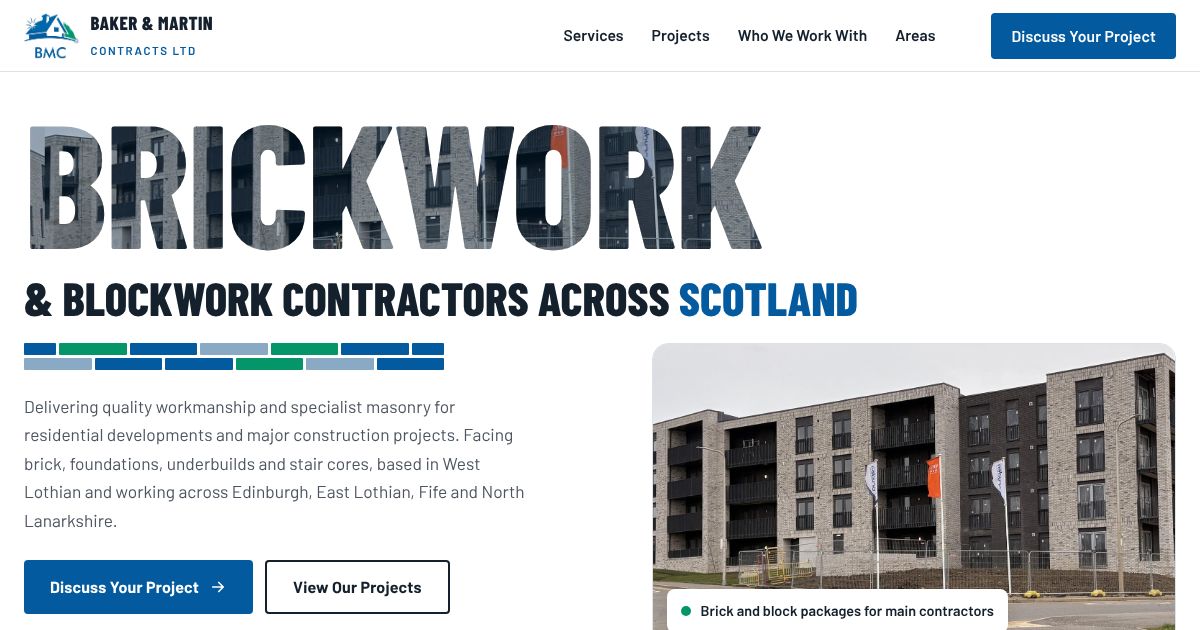 BAKER & MARTIN
CONTRACTS LTD
BMC
Services
Projects
Who We Work With
Areas
Discuss Your Project
BRICKWORK
& BLOCKWORK CONTRACTORS ACROSS SCOTLAND
Delivering quality workmanship and specialist masonry for
residential developments and major construction projects. Facing
brick, foundations, underbuilds and stair cores, based in West
Lothian and working across Edinburgh, East Lothian, Fife and North
Lanarkshire.
Discuss Your Project
View Our Projects
Brick and block packages for main contractors